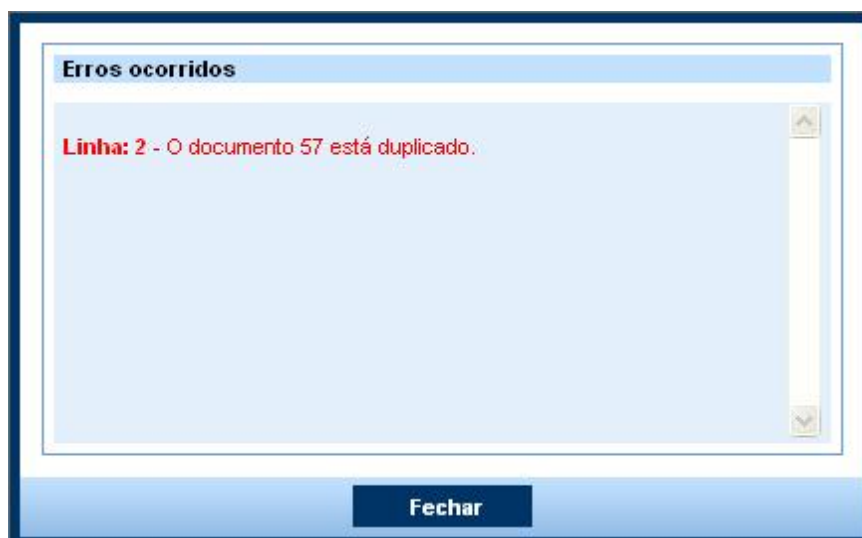 Erros ocorridos
Linha: 2 - O documento 57 está duplicado.
Fechar